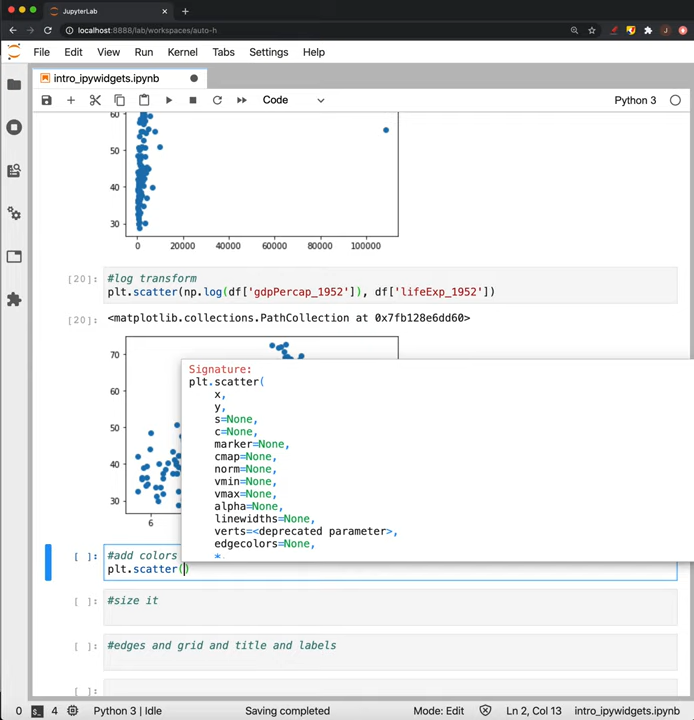 JupyterLab
localhost:8888/lab/workspaces/auto-h
File Edit View Run Kernel Tabs Settings Help
intro_ipywidgets.ipynb
Code
Python 3
60
50
40
30
0 20000 40000 60000 80000 100000
[20]: #log transform
plt.scatter(np.log(df['gdpPercap_1952']), df['lifeExp_1952'])
[20]: <matplotlib.collections.PathCollection at 0x7fb128e6dd60>
70
60
50
40
30
6
Signature:
plt.scatter(
x,
y,
s=None,
c=None,
marker=None,
cmap=None,
norm=None,
vmin=None,
vmax=None,
alpha=None,
linewidths=None,
verts=<deprecated parameter>,
edgecolors=None,
*,
[ ]: #add colors
plt.scatter()
[ ]: #size it
[ ]: #edges and grid and title and labels
[ ]:
0 4 Python 3 | Idle Saving completed Mode: Edit Ln 2, Col 13 intro_ipywidgets.ipynb